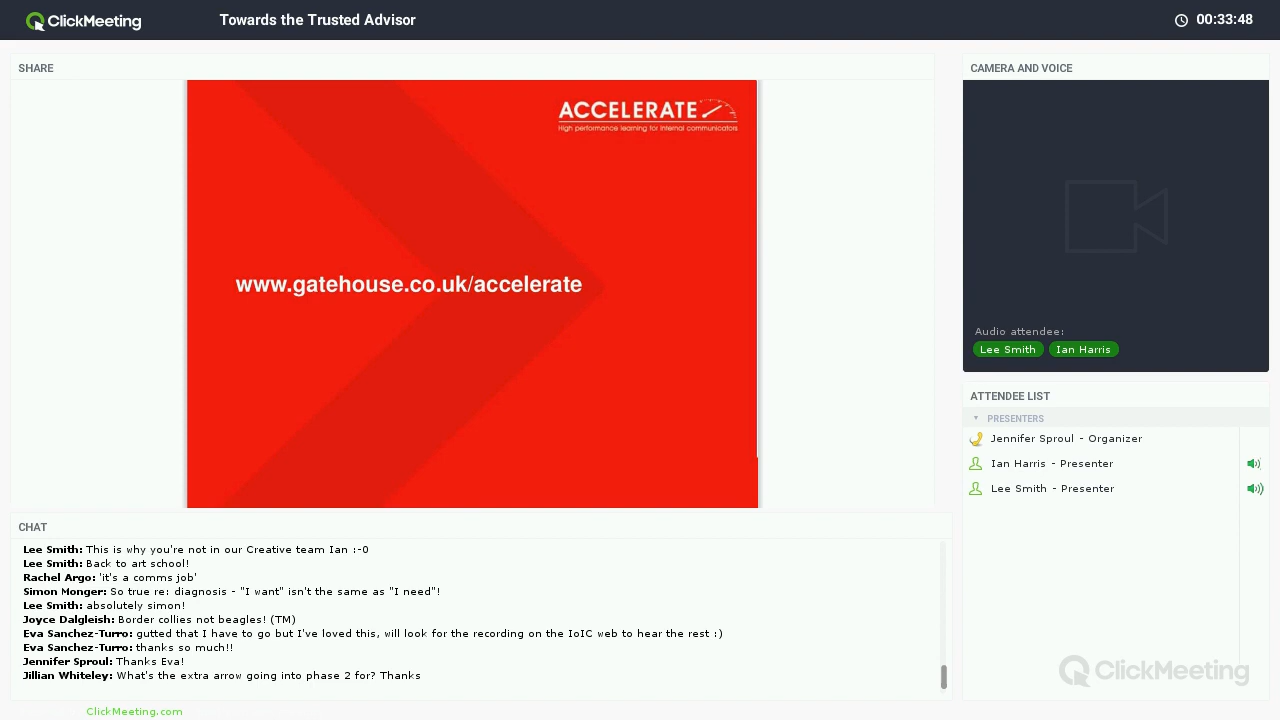 ClickMeeting
Towards the Trusted Advisor
00:33:48
SHARE
ACCELERATE
High performance learning for internal communicators
www.gatehouse.co.uk/accelerate
CAMERA AND VOICE
Audio attendee:
Lee Smith Ian Harris
ATTENDEE LIST
PRESENTERS
Jennifer Sproul - Organizer
Ian Harris - Presenter
Lee Smith - Presenter
CHAT
Lee Smith: This is why you're not in our Creative team Ian :-0
Lee Smith: Back to art school!
Rachel Argo: 'it's a comms job'
Simon Monger: So true re: diagnosis - "I want" isn't the same as "I need"!
Lee Smith: absolutely simon!
Joyce Dalgleish: Border collies not beagles! (TM)
Eva Sanchez-Turro: gutted that I have to go but I've loved this, will look for the recording on the IoIC web to hear the rest :)
Eva Sanchez-Turro: thanks so much!!
Jennifer Sproul: Thanks Eva!
Jillian Whiteley: What's the extra arrow going into phase 2 for? Thanks
ClickMeeting
ClickMeeting.com